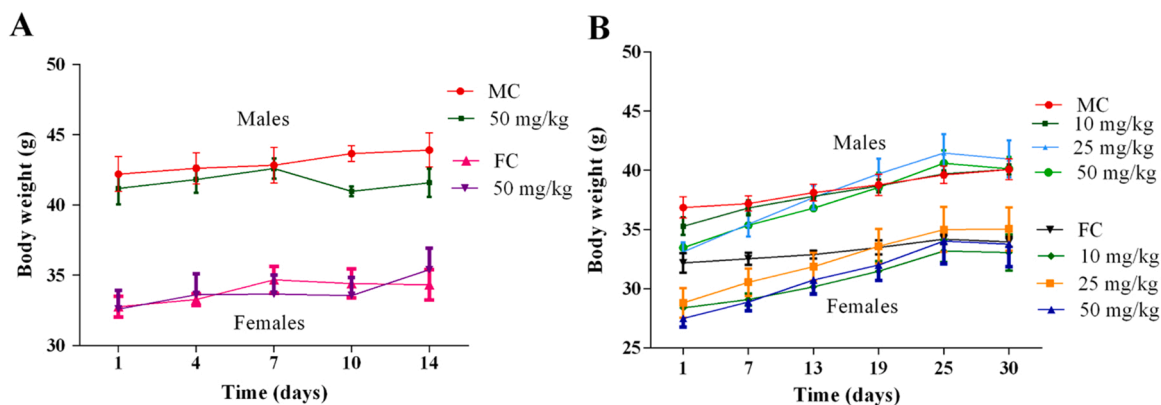 A
Body weight (g)
50
45
40
35
30
Males
Females
1 4 7 10 14
Time (days)
MC
50 mg/kg
FC
50 mg/kg
B
Body weight (g)
50
45
40
35
30
25
Males
Females
1 7 13 19 25 30
Time (days)
MC
10 mg/kg
25 mg/kg
50 mg/kg
FC
10 mg/kg
25 mg/kg
50 mg/kg